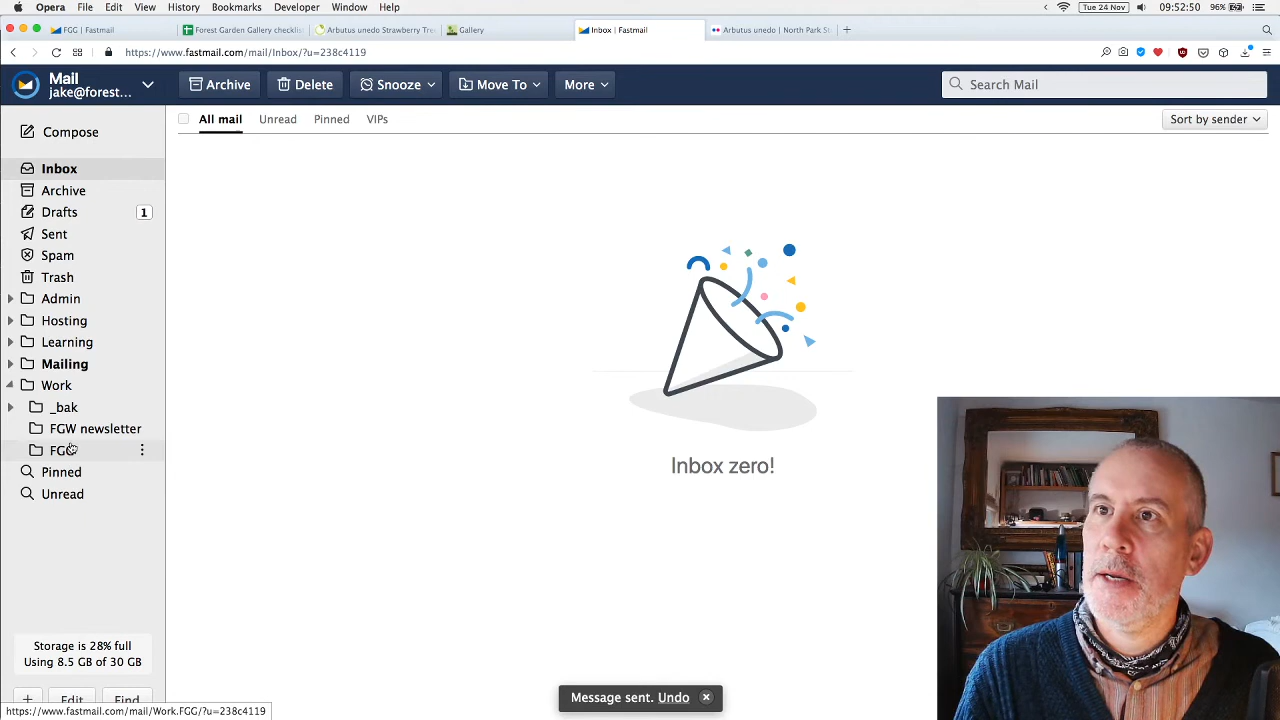 Opera File Edit View History Bookmarks Developer Window Help Tue 24 Nov 09:52:50 96%
FGG | Fastmail Forest Garden Gallery checklist Arbutus unedo Strawberry Tre Gallery Inbox | Fastmail Arbutus unedo | North Park St
https://www.fastmail.com/mail/Inbox/?u=238c4119
Mail
jake@forest...
Archive Delete Snooze Move To More Search Mail
Compose
All mail Unread Pinned VIPs Sort by sender
Inbox
Archive
Drafts 1
Sent
Spam
Trash
Admin
Hosting
Learning
Mailing
Work
_bak
FGW newsletter
FGG
Pinned
Unread
Inbox zero!
Storage is 28% full
Using 8.5 GB of 30 GB
Edit Find
Message sent. Undo
https://www.fastmail.com/mail/Work.FGG/?u=238c4119